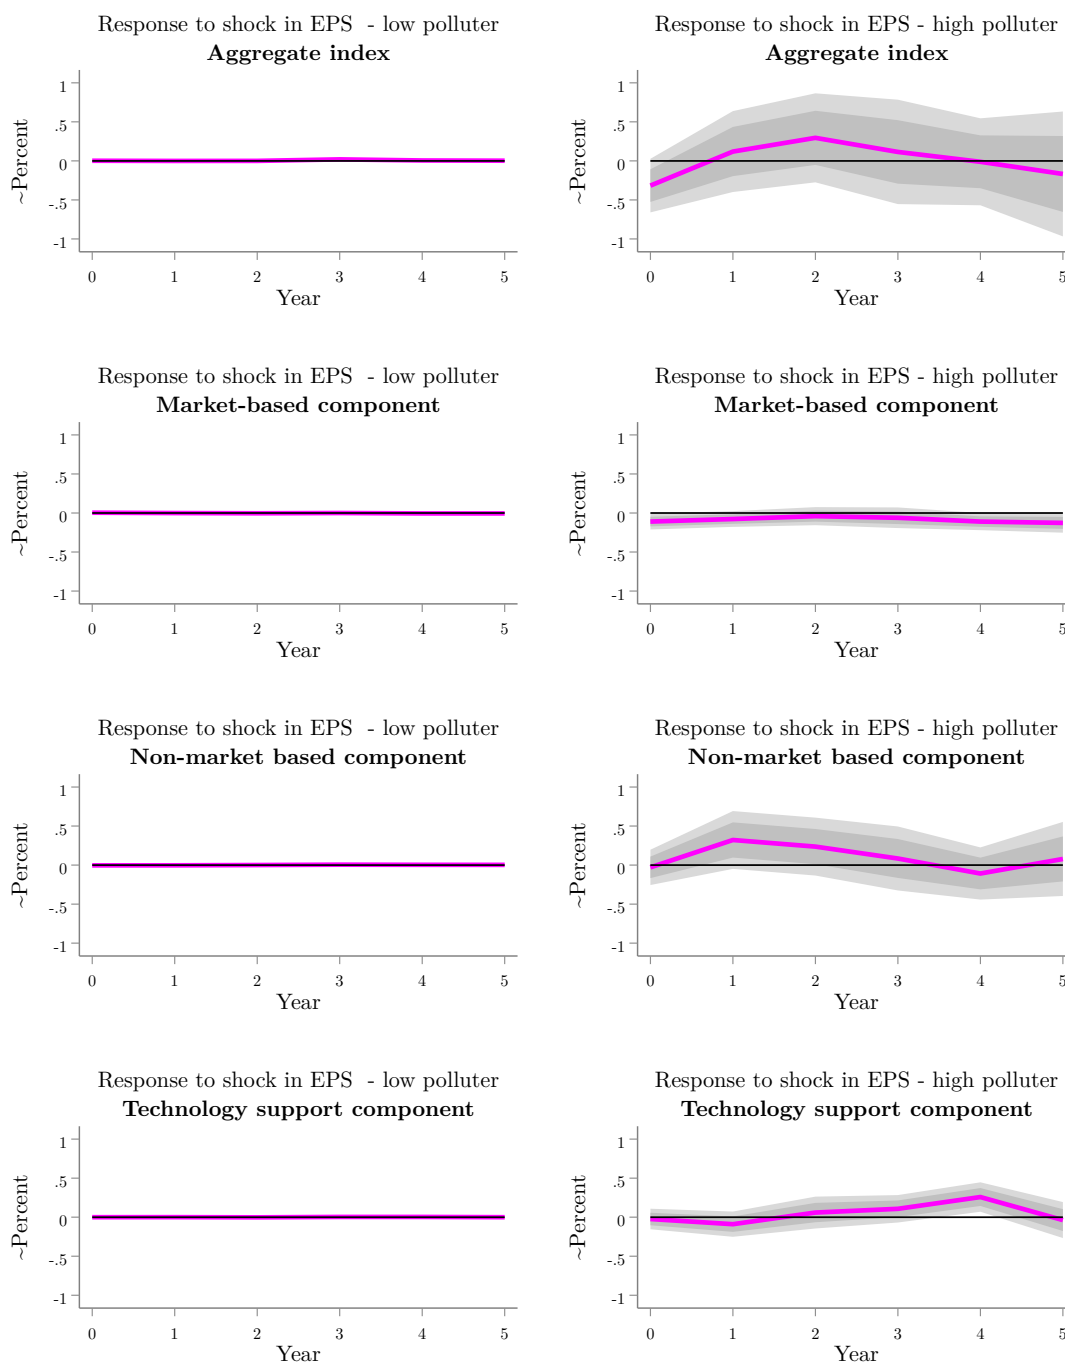 Response to shock in EPS  - low polluter
Aggregate index
~Percent
1
.5
0
-.5
-1
0 1 2 3 4 5
Year
Response to shock in EPS - high polluter
Aggregate index
~Percent
1
.5
0
-.5
-1
0 1 2 3 4 5
Year
Response to shock in EPS  - low polluter
Market-based component
~Percent
1
.5
0
-.5
-1
0 1 2 3 4 5
Year
Response to shock in EPS - high polluter
Market-based component
~Percent
1
.5
0
-.5
-1
0 1 2 3 4 5
Year
Response to shock in EPS  - low polluter
Non-market based component
~Percent
1
.5
0
-.5
-1
0 1 2 3 4 5
Year
Response to shock in EPS - high polluter
Non-market based component
~Percent
1
.5
0
-.5
-1
0 1 2 3 4 5
Year
Response to shock in EPS  - low polluter
Technology support component
~Percent
1
.5
0
-.5
-1
0 1 2 3 4 5
Year
Response to shock in EPS - high polluter
Technology support component
~Percent
1
.5
0
-.5
-1
0 1 2 3 4 5
Year